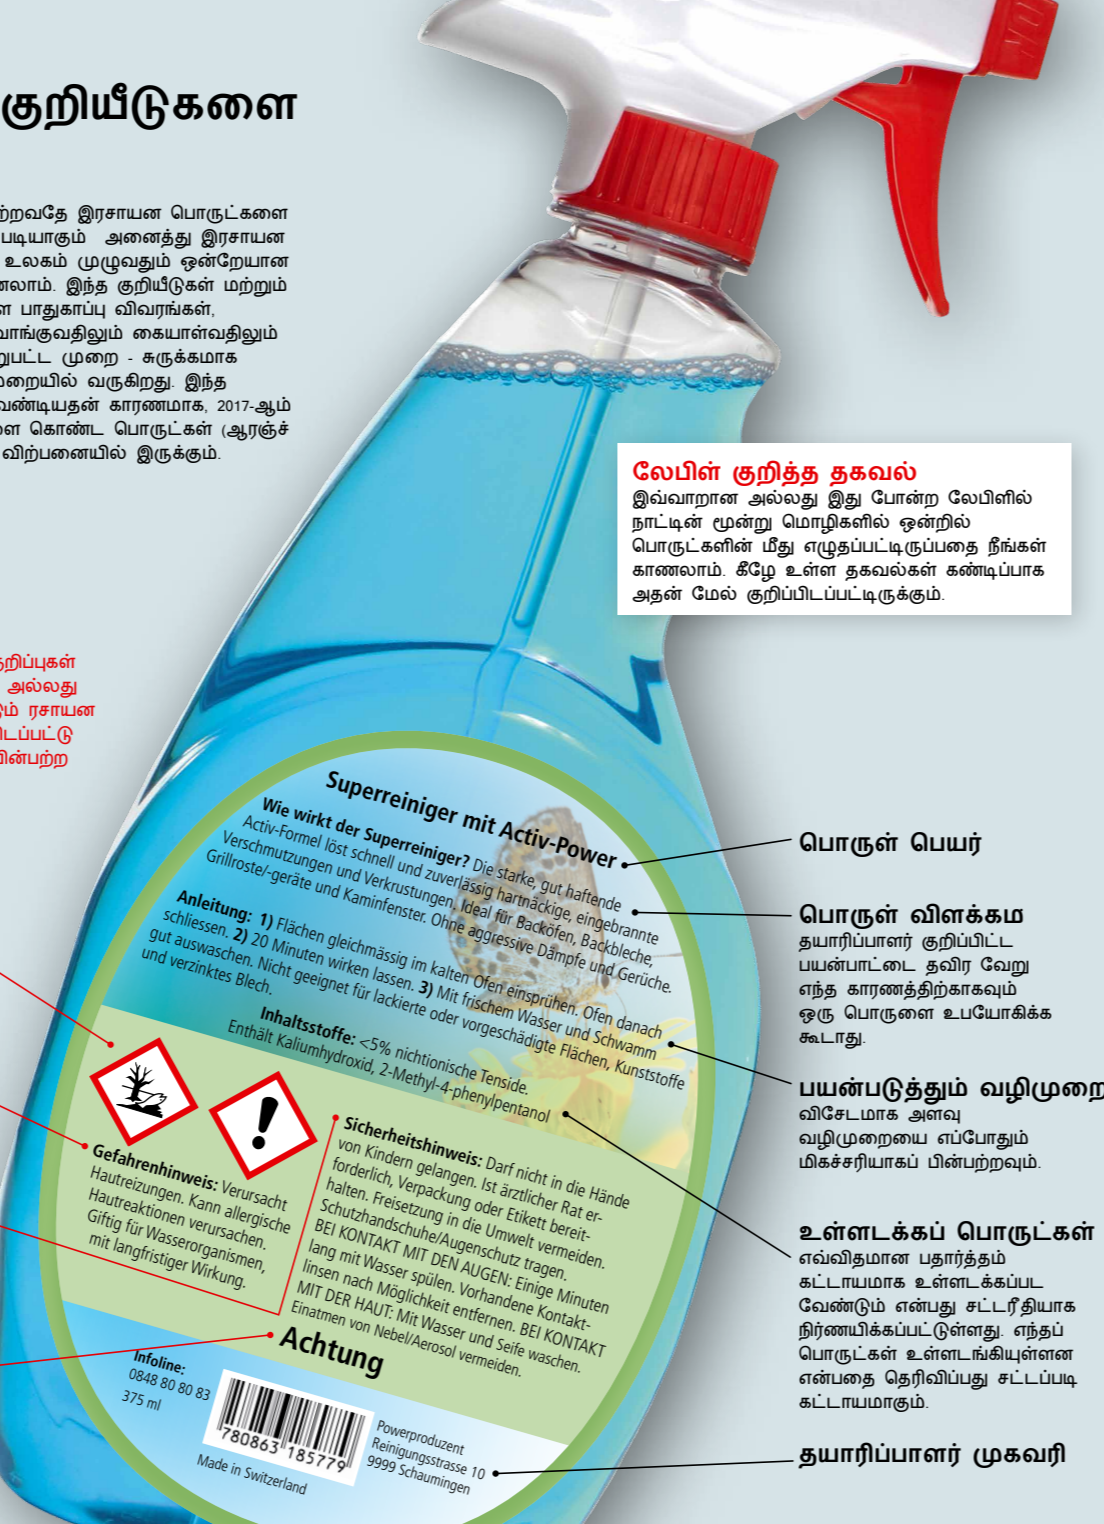 குறியீடுகளை
ற்றவதே இரசாயன பொருட்களை
படியாகும் அனைத்து இரசாயன
உலகம் முழுவதும் ஒன்றேயான
ணலாம். இந்த குறியீடுகள் மற்றும்
ள பாதுகாப்பு விவரங்கள்,
வாங்குவதிலும் கையாள்வதிலும்
றுபட்ட முறை - சுருக்கமாக
மறையில் வருகிறது. இந்த
வண்டியதன் காரணமாக, 2017-ஆம்
ளை கொண்ட பொருட்கள் (ஆரஞ்ச்
விற்பனையில் இருக்கும்.
லேபிள் குறித்த தகவல்
இவ்வாறான அல்லது இது போன்ற லேபிளில்
நாட்டின் மூன்று மொழிகளில் ஒன்றில்
பொருட்களின் மீது எழுதப்பட்டிருப்பதை நீங்கள்
காணலாம். கீழே உள்ள தகவல்கள் கண்டிப்பாக
அதன் மேல் குறிப்பிடப்பட்டிருக்கும்.
குறிப்புகள்
அல்லது
ம் ரசாயன
டப்பட்டு
பின்பற்ற
Superreiniger mit Activ-Power
Wie wirkt der Superreiniger? Die starke, gut haftende
Activ-Formel löst schnell und zuverlässig hartnäckige, eingebrannte
Verschmutzungen und Verkrustungen. Ideal für Backöfen, Backbleche,
Grillroste/-geräte und Kaminfenster. Ohne aggressive Dämpfe und Gerüche.
Anleitung: 1) Flächen gleichmässig im kalten Ofen einsprühen. Ofen danach
schliessen. 2) 20 Minuten wirken lassen. 3) Mit frischem Wasser und Schwamm
gut auswaschen. Nicht geeignet für lackierte oder vorgeschädigte Flächen, Kunststoffe
und verzinktes Blech.
Inhaltsstoffe: <5% nichtionische Tenside.
Enthält Kaliumhydroxid, 2-Methyl-4-phenylpentanol
Gefahrenhinweis: Verursacht
Hautreizungen. Kann allergische
Hautreaktionen verursachen.
Giftig für Wasserorganismen,
mit langfristiger Wirkung.
Sicherheitshinweis: Darf nicht in die Hände
von Kindern gelangen. Ist ärztlicher Rat er-
forderlich, Verpackung oder Etikett bereit-
halten. Freisetzung in die Umwelt vermeiden.
Schutzhandschuhe/Augenschutz tragen.
BEI KONTAKT MIT DEN AUGEN: Einige Minuten
lang mit Wasser spülen. Vorhandene Kontakt-
linsen nach Möglichkeit entfernen. BEI KONTAKT
MIT DER HAUT: Mit Wasser und Seife waschen.
Einatmen von Nebel/Aerosol vermeiden.
Achtung
Infoline:
0848 80 80 83
375 ml
780863 185779
Made in Switzerland
Powerproduzent
Reinigungsstrasse 10
9999 Schaumingen
பொருள் பெயர்
பொருள் விளக்கம
தயாரிப்பாளர் குறிப்பிட்ட
பயன்பாட்டை தவிர வேறு
எந்த காரணத்திற்காகவும்
ஒரு பொருளை உபயோகிக்க
கூடாது.
பயன்படுத்தும் வழிமுறை
விசேடமாக அளவு
வழிமுறையை எப்போதும்
மிகச்சரியாகப் பின்பற்றவும்.
உள்ளடக்கப் பொருட்கள்
எவ்விதமான பதார்த்தம்
கட்டாயமாக உள்ளடக்கப்பட
வேண்டும் என்பது சட்டரீதியாக
நிர்ணயிக்கப்பட்டுள்ளது. எந்தப்
பொருட்கள் உள்ளடங்கியுள்ளன
என்பதை தெரிவிப்பது சட்டப்படி
கட்டாயமாகும்.
தயாரிப்பாளர் முகவரி